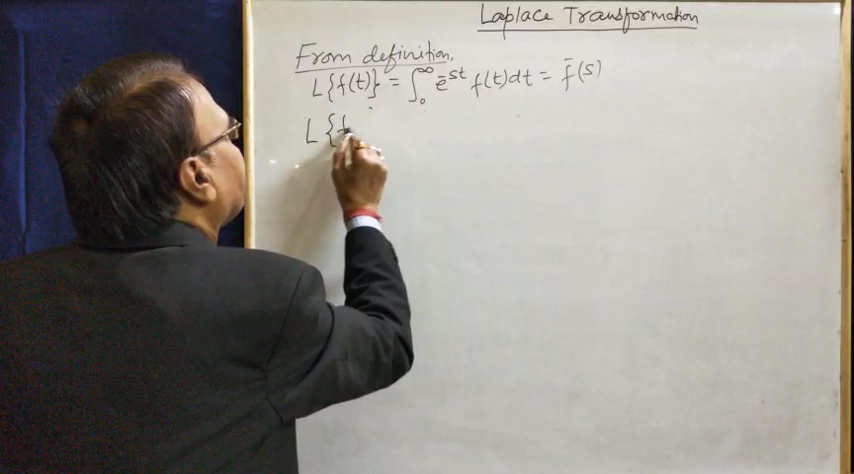 Laplace Transformation
From definition,
L{f(t)} = ∫₀^∞ e^-st f(t)dt = f̄(s)
L{t